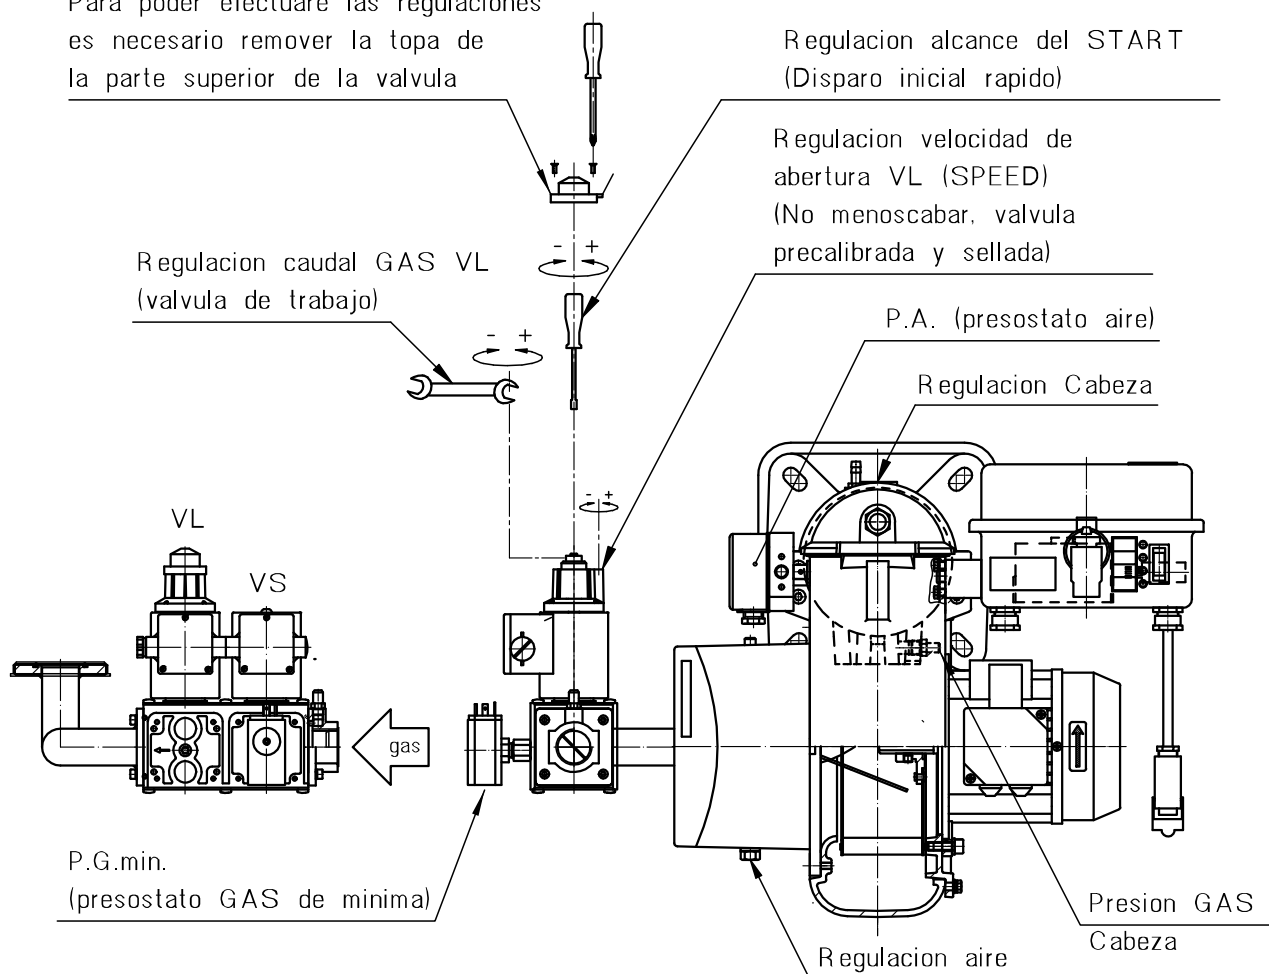 Para poder efectuare las regulaciones
es necesario remover la topa de
la parte superior de la valvula
Regulacion alcance del START
(Disparo inicial rapido)
Regulacion velocidad de
abertura VL (SPEED)
(No menoscabar, valvula
precalibrada y sellada)
- +
Regulacion caudal GAS VL
(valvula de trabajo)
P.A. (presostato aire)
- +
Regulacion Cabeza
- +
VL
VS
gas
P.G.min.
(presostato GAS de minima)
Presion GAS
Cabeza
Regulacion aire